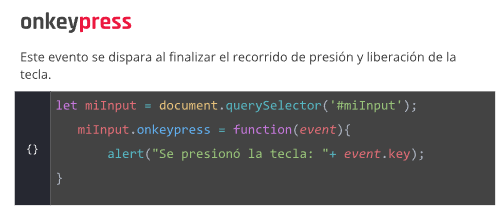 onkeypress
Este evento se dispara al finalizar el recorrido de presión y liberación de la
tecla.
let miInput = document.querySelector('#miInput');
miInput.onkeypress = function(event){
{}
alert("Se presionó la tecla: "+ event.key);
}